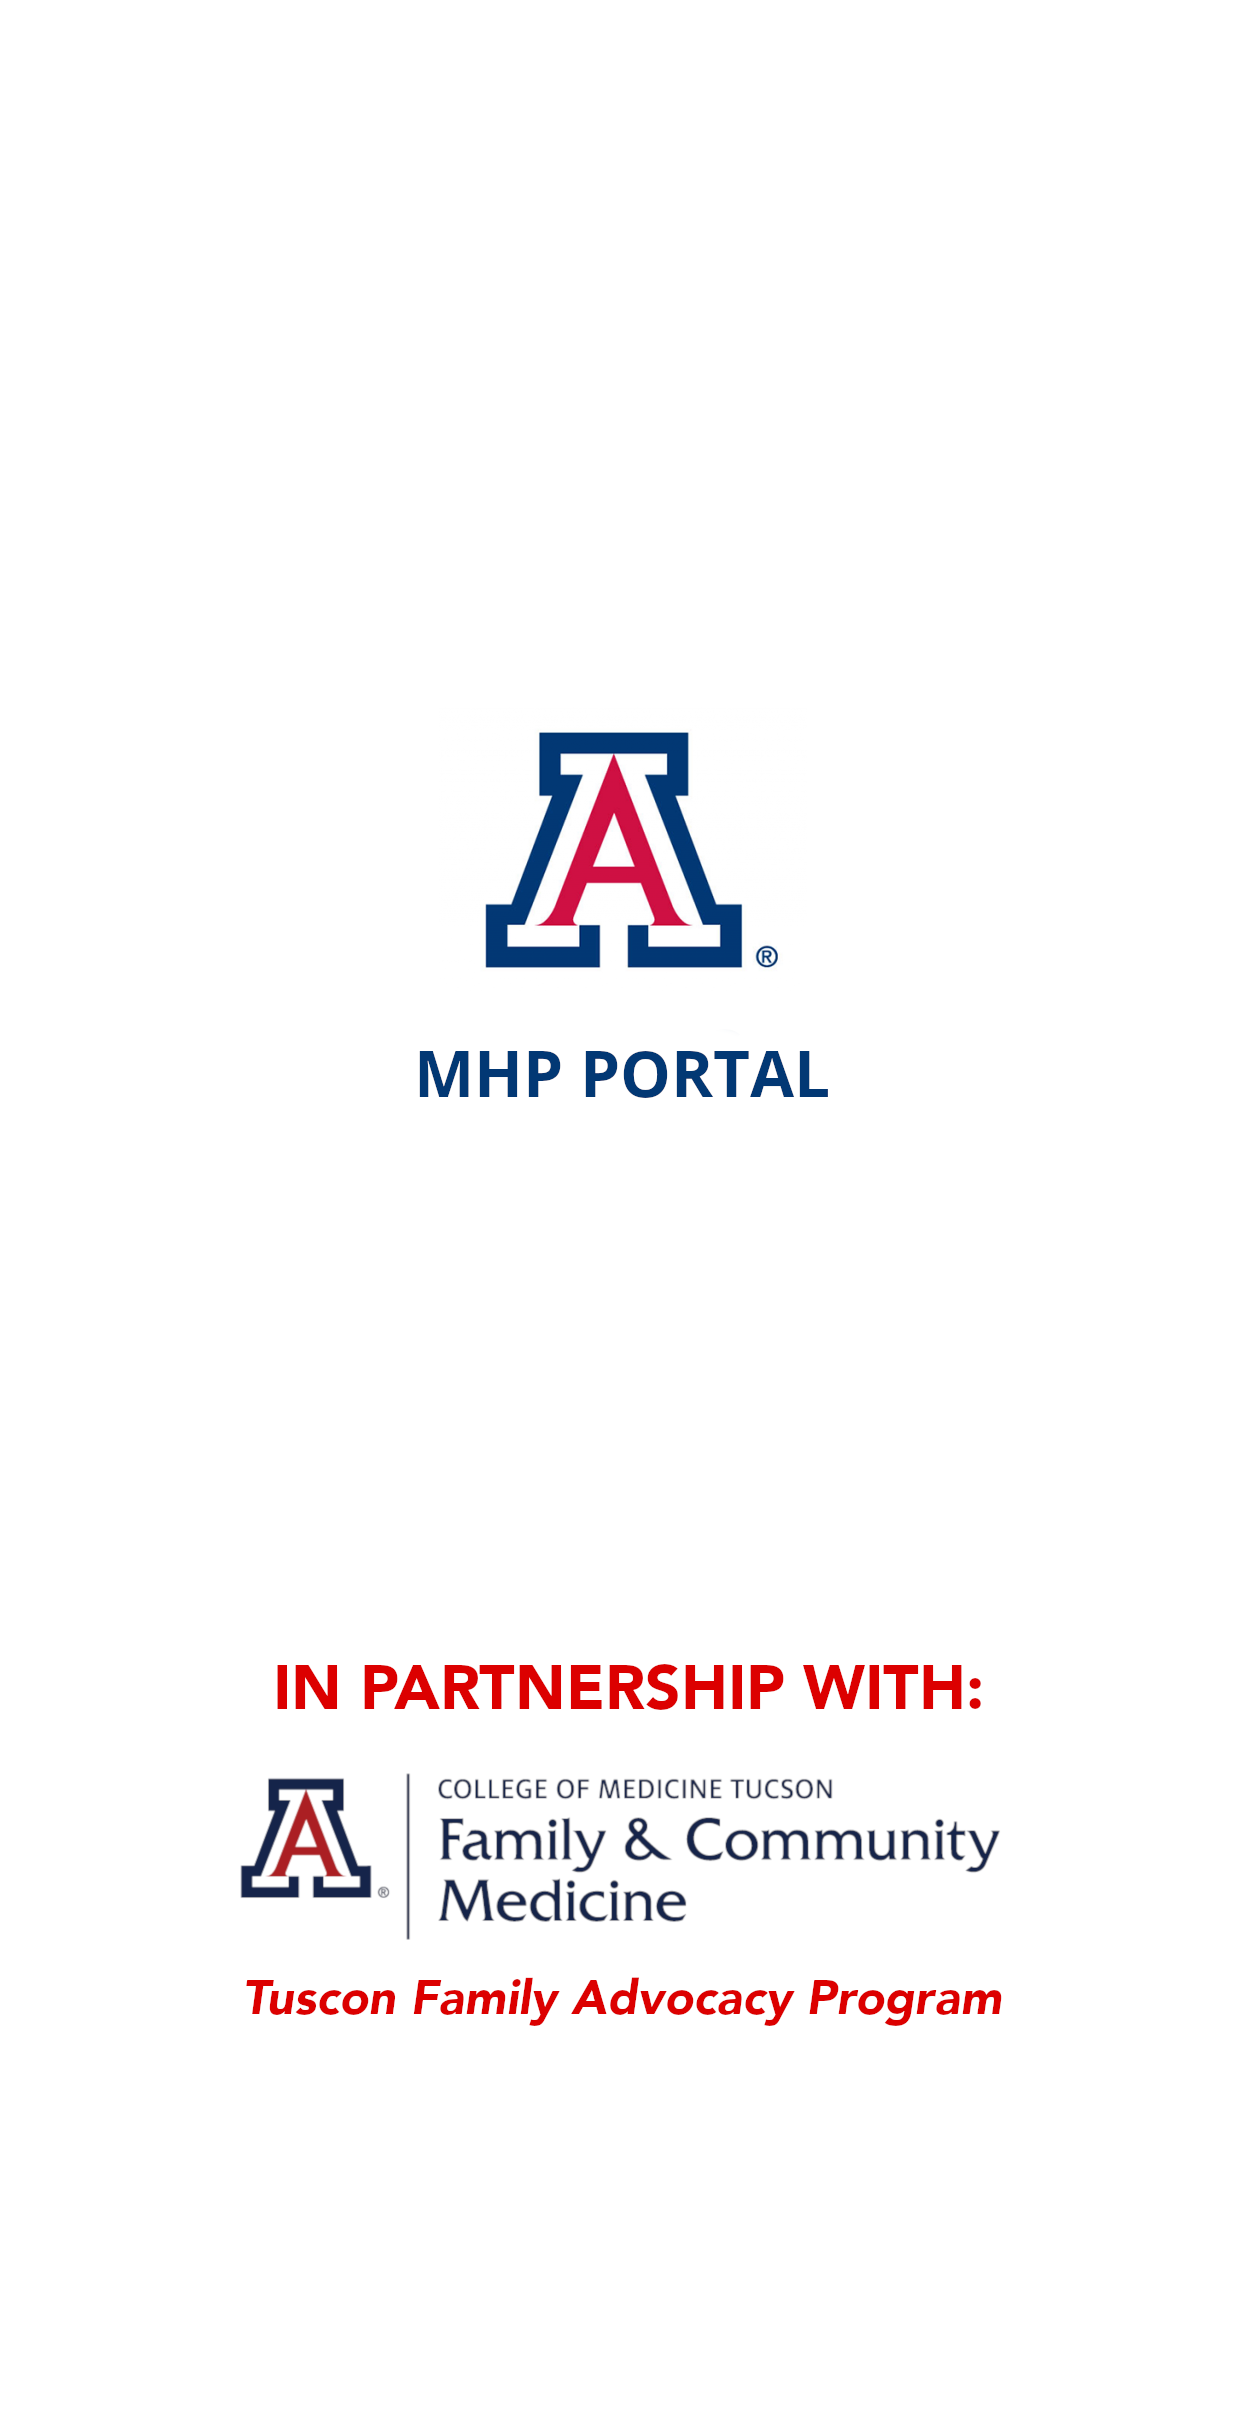 A ®
MHP PORTAL
IN PARTNERSHIP WITH:
A ®
COLLEGE OF MEDICINE TUCSON
Family & Community
Medicine
Tuscon Family Advocacy Program